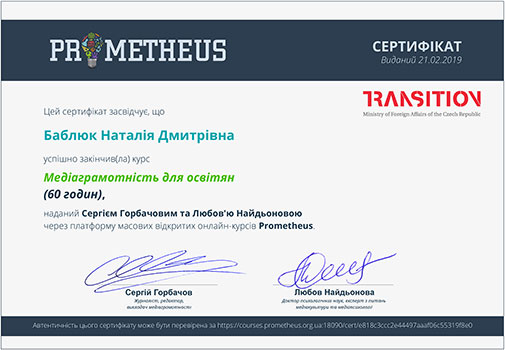 PROMETHEUS
СЕРТИФІКАТ
Виданий 21.02.2019
TRANSITION
Ministry of Foreign Affairs of the Czech Republic
Цей сертифікат засвідчує, що
Баблюк Наталія Дмитрівна
успішно закінчив(ла) курс
Медіаграмотність для освітян
(60 годин),
наданий Сергієм Горбачовим та Любов'ю Найдьоновою
через платформу масових відкритих онлайн-курсів Prometheus.
Сергій Горбачов
Журналіст, редактор,
викладач медіаграмотності
Любов Найдьонова
Доктор психологічних наук, експерт з питань
медіакультури та медіапсихології
Автентичність цього сертифікату може бути перевірена за https://courses.prometheus.org.ua:18090/cert/e818c3ccc2e44497aaaf06c55319f8e0